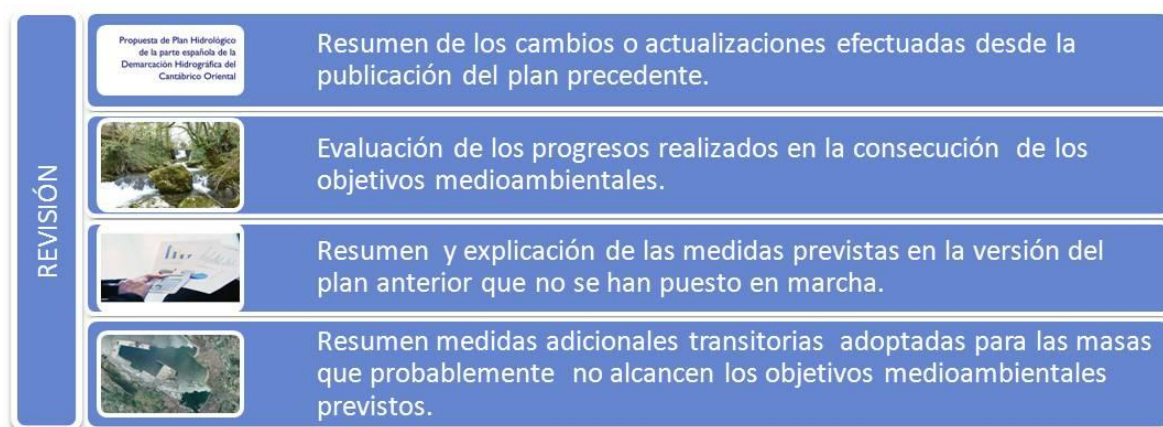 REVISIÓN
Propuesta de Plan Hidrológico
de la parte española de la
Demarcación Hidrográfica del
Cantábrico Oriental
Resumen de los cambios o actualizaciones efectuadas desde la
publicación del plan precedente.
Evaluación de los progresos realizados en la consecución de los
objetivos medioambientales.
Resumen y explicación de las medidas previstas en la versión del
plan anterior que no se han puesto en marcha.
Resumen medidas adicionales transitorias adoptadas para las masas
que probablemente no alcancen los objetivos medioambientales
previstos.